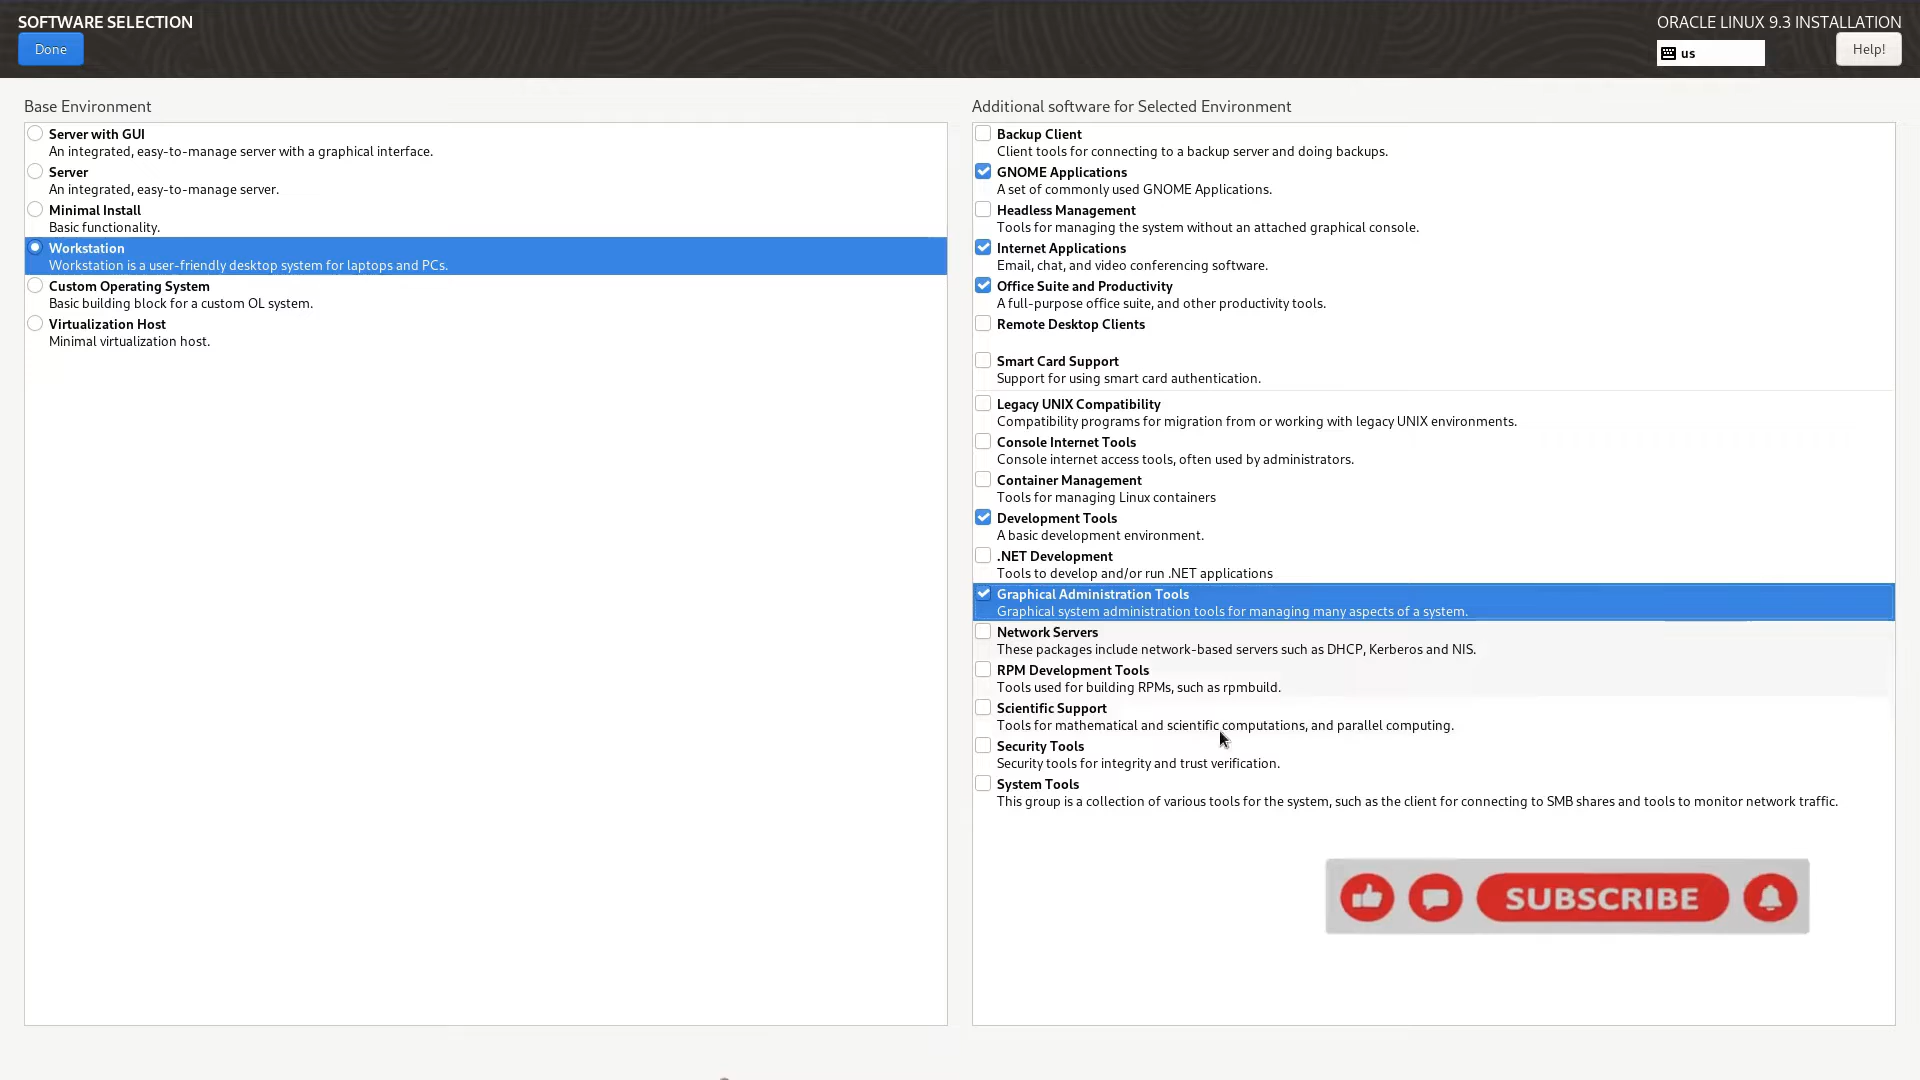 SOFTWARE SELECTION
ORACLE LINUX 9.3 INSTALLATION
Done
us
Help!
Base Environment
Server with GUI
An integrated, easy-to-manage server with a graphical interface.
Server
An integrated, easy-to-manage server.
Minimal Install
Basic functionality.
Workstation
Workstation is a user-friendly desktop system for laptops and PCs.
Custom Operating System
Basic building block for a custom OL system.
Virtualization Host
Minimal virtualization host.
Additional software for Selected Environment
Backup Client
Client tools for connecting to a backup server and doing backups.
GNOME Applications
A set of commonly used GNOME Applications.
Headless Management
Tools for managing the system without an attached graphical console.
Internet Applications
Email, chat, and video conferencing software.
Office Suite and Productivity
A full-purpose office suite, and other productivity tools.
Remote Desktop Clients
Smart Card Support
Support for using smart card authentication.
Legacy UNIX Compatibility
Compatibility programs for migration from or working with legacy UNIX environments.
Console Internet Tools
Console internet access tools, often used by administrators.
Container Management
Tools for managing Linux containers
Development Tools
A basic development environment.
.NET Development
Tools to develop and/or run .NET applications
Graphical Administration Tools
Graphical system administration tools for managing many aspects of a system.
Network Servers
These packages include network-based servers such as DHCP, Kerberos and NIS.
RPM Development Tools
Tools used for building RPMs, such as rpmbuild.
Scientific Support
Tools for mathematical and scientific computations, and parallel computing.
Security Tools
Security tools for integrity and trust verification.
System Tools
This group is a collection of various tools for the system, such as the client for connecting to SMB shares and tools to monitor network traffic.
SUBSCRIBE